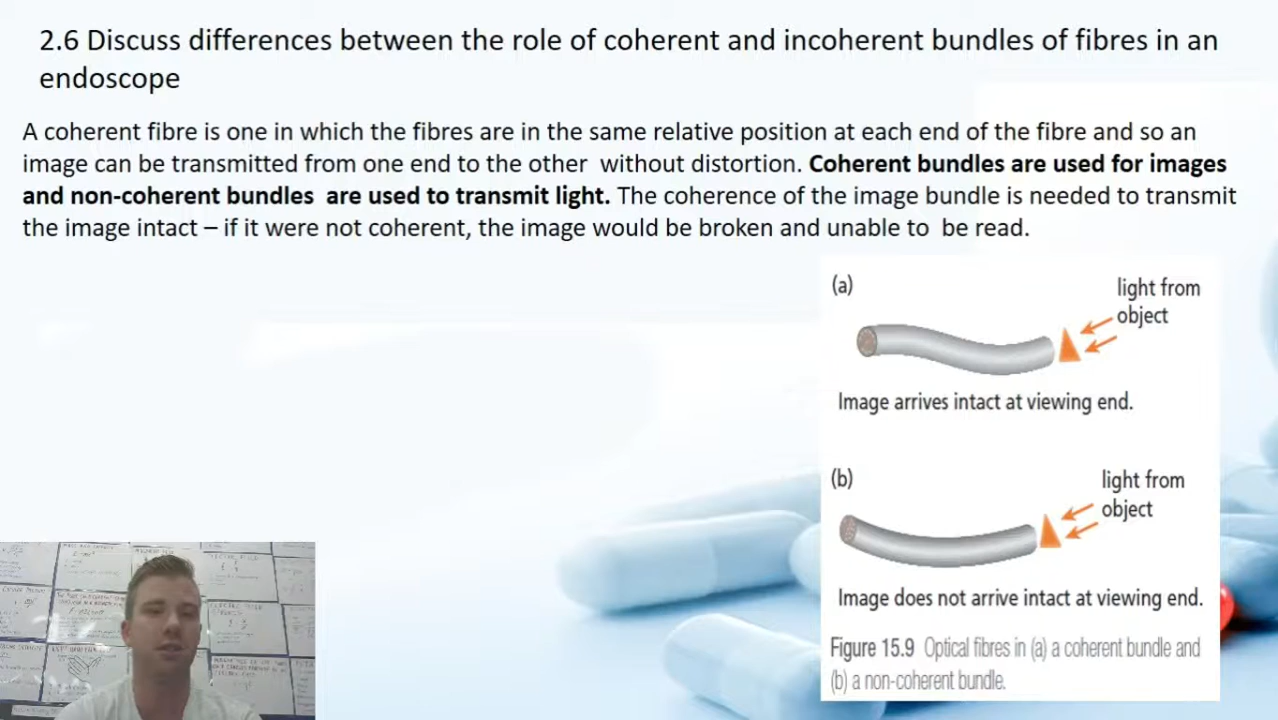 2.6 Discuss differences between the role of coherent and incoherent bundles of fibres in an
endoscope
A coherent fibre is one in which the fibres are in the same relative position at each end of the fibre and so an
image can be transmitted from one end to the other without distortion. Coherent bundles are used for images
and non-coherent bundles are used to transmit light. The coherence of the image bundle is needed to transmit
the image intact – if it were not coherent, the image would be broken and unable to be read.
(a)
light from
object
Image arrives intact at viewing end.
(b)
light from
object
Image does not arrive intact at viewing end.
Figure 15.9 Optical fibres in (a) a coherent bundle and
(b) a non-coherent bundle.